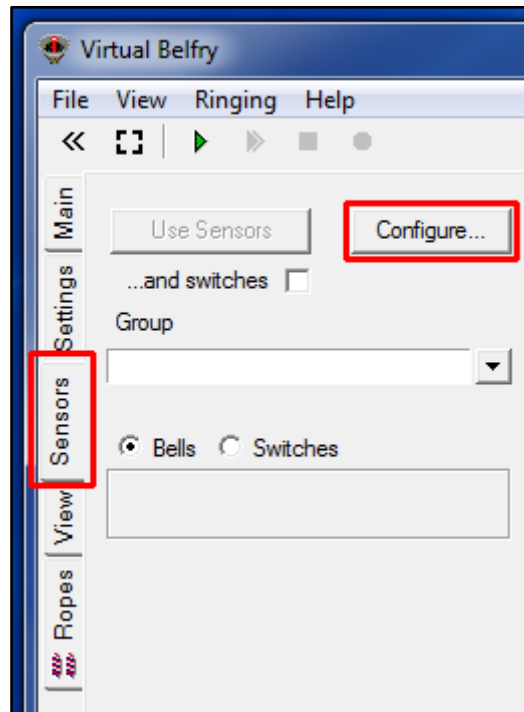 Virtual Belfry
File View Ringing Help
Main
Settings
Sensors
View
Ropes
Use Sensors Configure...
...and switches
Group
Bells Switches